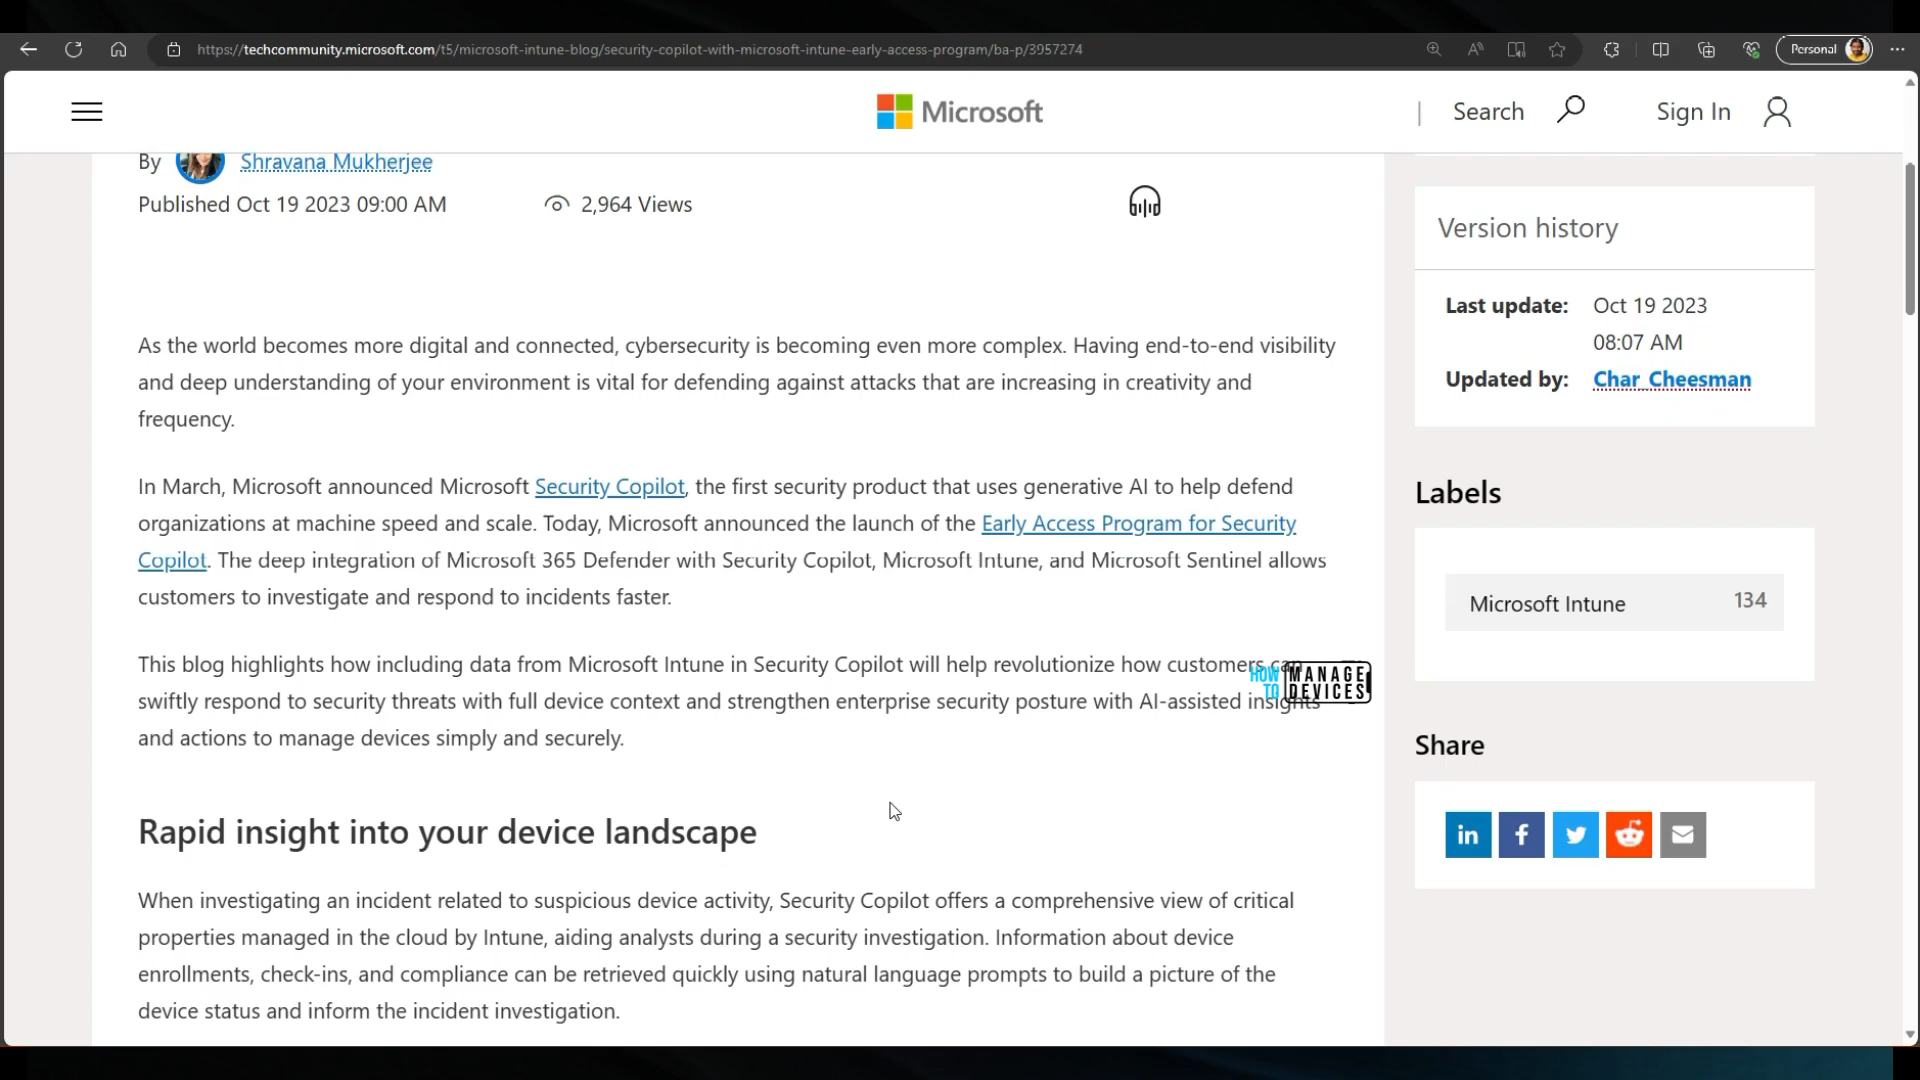 https://techcommunity.microsoft.com/t5/microsoft-intune-blog/security-copilot-with-microsoft-intune-early-access-program/ba-p/3957274
Personal
Microsoft
Search
Sign In
By Shravana Mukherjee
Published Oct 19 2023 09:00 AM
2,964 Views
As the world becomes more digital and connected, cybersecurity is becoming even more complex. Having end-to-end visibility
and deep understanding of your environment is vital for defending against attacks that are increasing in creativity and
frequency.
In March, Microsoft announced Microsoft Security Copilot, the first security product that uses generative AI to help defend
organizations at machine speed and scale. Today, Microsoft announced the launch of the Early Access Program for Security
Copilot. The deep integration of Microsoft 365 Defender with Security Copilot, Microsoft Intune, and Microsoft Sentinel allows
customers to investigate and respond to incidents faster.
This blog highlights how including data from Microsoft Intune in Security Copilot will help revolutionize how customers can
swiftly respond to security threats with full device context and strengthen enterprise security posture with AI-assisted insights
and actions to manage devices simply and securely.
HOW TO
MANAGE
DEVICES
Rapid insight into your device landscape
When investigating an incident related to suspicious device activity, Security Copilot offers a comprehensive view of critical
properties managed in the cloud by Intune, aiding analysts during a security investigation. Information about device
enrollments, check-ins, and compliance can be retrieved quickly using natural language prompts to build a picture of the
device status and inform the incident investigation.
Version history
Last update: Oct 19 2023
08:07 AM
Updated by: Char_Cheesman
Labels
Microsoft Intune 134
Share